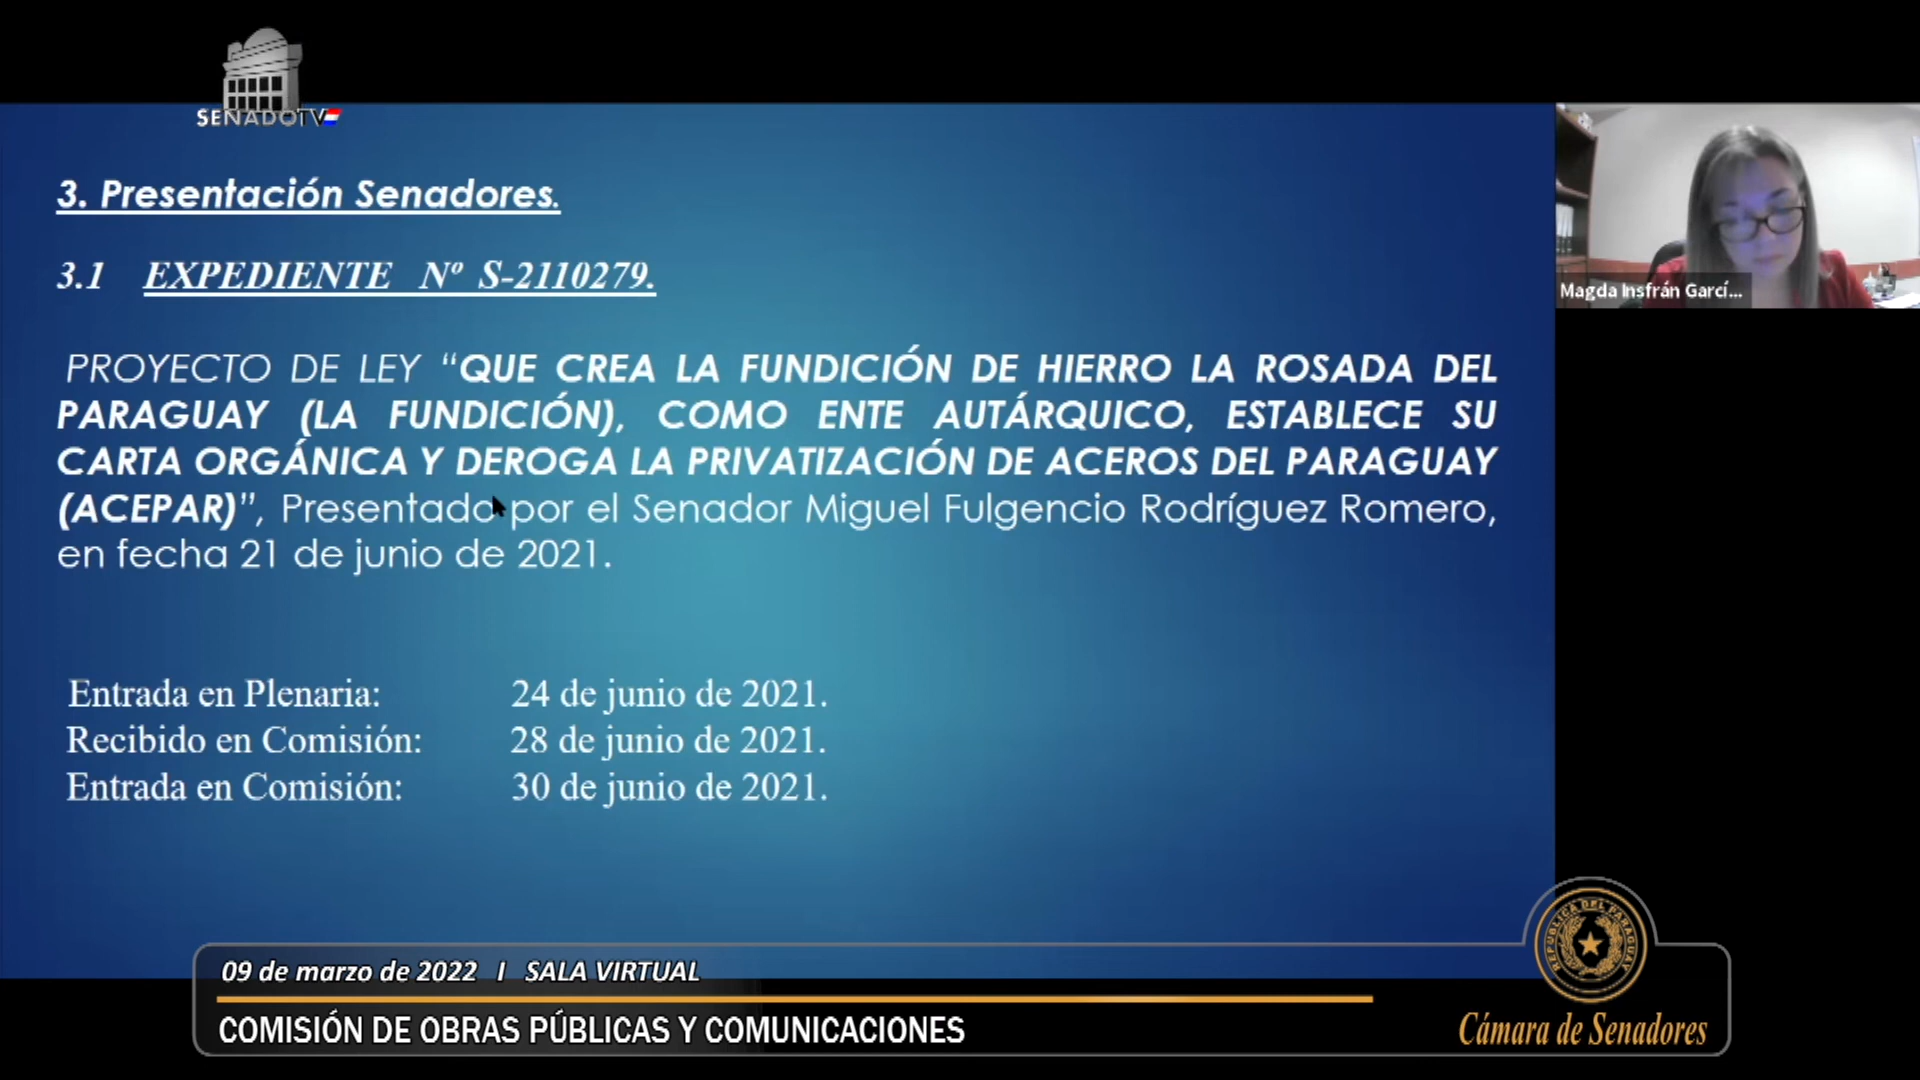 SENADOTV
3. Presentación Senadores.
3.1 EXPEDIENTE Nº S-2110279.
PROYECTO DE LEY “QUE CREA LA FUNDICIÓN DE HIERRO LA ROSADA DEL
PARAGUAY (LA FUNDICIÓN), COMO ENTE AUTÁRQUICO, ESTABLECE SU
CARTA ORGÁNICA Y DEROGA LA PRIVATIZACIÓN DE ACEROS DEL PARAGUAY
(ACEPAR)”, Presentado por el Senador Miguel Fulgencio Rodríguez Romero,
en fecha 21 de junio de 2021.
Entrada en Plenaria: 24 de junio de 2021.
Recibido en Comisión: 28 de junio de 2021.
Entrada en Comisión: 30 de junio de 2021.
Magda Insfrán Garcí...
09 de marzo de 2022 I SALA VIRTUAL
COMISIÓN DE OBRAS PÚBLICAS Y COMUNICACIONES
REPUBLICA DEL PARAGUAY
Cámara de Senadores